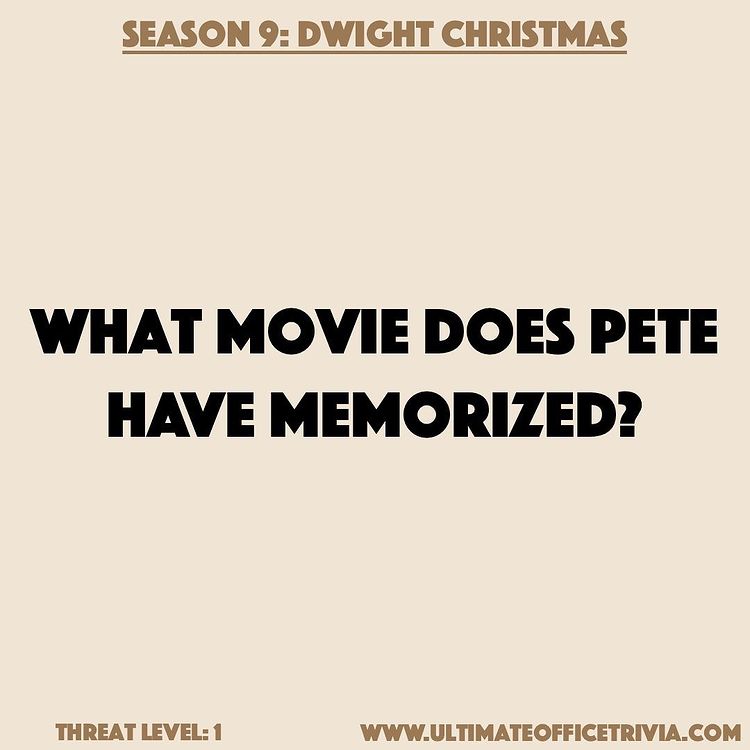 SEASON 9: DWIGHT CHRISTMAS
WHAT MOVIE DOES PETE
HAVE MEMORIZED?
THREAT LEVEL: 1
WWW.ULTIMATEOFFICETRIVIA.COM